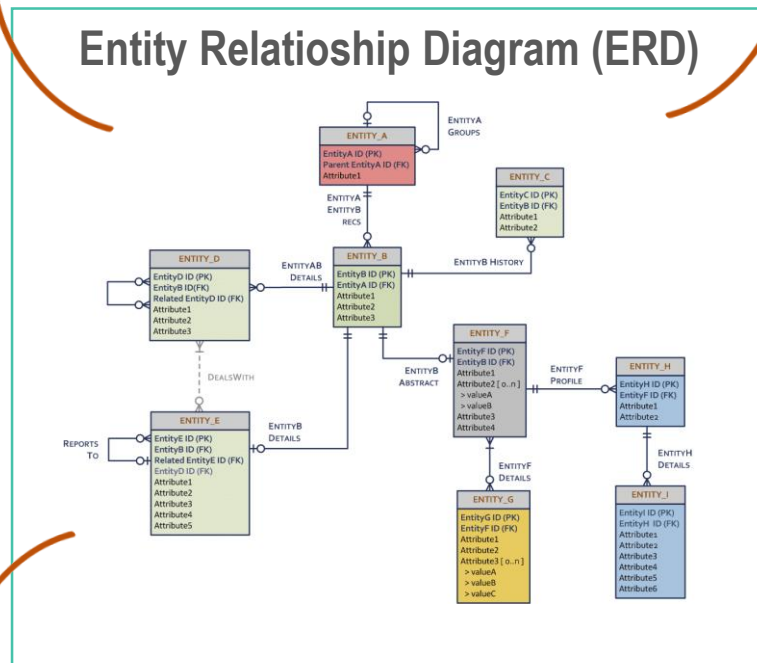 Entity Relatioship Diagram (ERD)
ENTITYA
GROUPS
ENTITY_A
EntityA ID (PK)
Parent EntityA ID (FK)
Attribute1
ENTITYA
ENTITYB
RECS
ENTITY_C
EntityC ID (PK)
EntityB ID (FK)
Attribute1
Attribute2
ENTITY_D
EntityD ID (PK)
EntityB ID(FK)
Related EntityD ID (FK)
Attribute1
Attribute2
Attribute3
ENTITYAB
DETAILS
ENTITY_B
EntityB ID (PK)
EntityA ID (FK)
Attribute1
Attribute2
Attribute3
ENTITYB HISTORY
DEALSWITH
ENTITYB
ABSTRACT
ENTITY_F
EntityF ID (PK)
EntityB ID (FK)
Attribute1
Attribute2 [ 0..n ]
> valueA
> valueB
Attribute3
Attribute4
ENTITYF
PROFILE
ENTITY_H
EntityH ID (PK)
EntityF ID (FK)
Attribute1
Attribute2
REPORTS
TO
ENTITY_E
EntityE ID (PK)
EntityB ID (FK)
Related EntityE ID (FK)
EntityD ID (FK)
Attribute1
Attribute2
Attribute3
Attribute4
Attribute5
ENTITYB
DETAILS
ENTITYF
DETAILS
ENTITYH
DETAILS
ENTITY_G
EntityG ID (PK)
EntityF ID (FK)
Attribute1
Attribute2
Attribute3 [ 0..n ]
> valueA
> valueB
> valueC
ENTITY_I
EntityI ID (PK)
EntityH ID (FK)
Attribute1
Attribute2
Attribute3
Attribute4
Attribute5
Attribute6